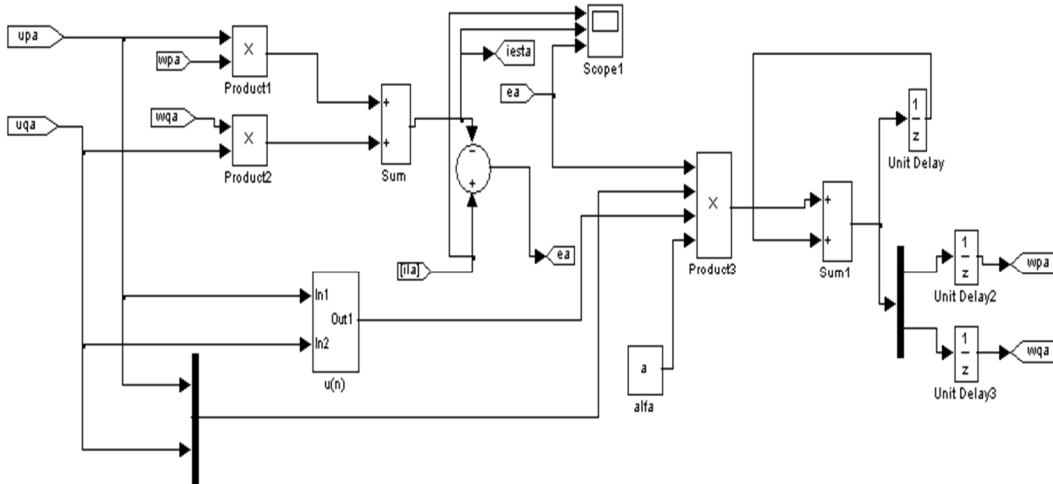 upa
wpa
X
Product1
uqa
wqa
X
Product2
+
+
Sum
iesta
Scope1
ea
−
+
[ila]
ea
In1
In2
Out1
u(n)
X
Product3
a
alfa
+
+
Sum1
1
z
Unit Delay
1
z
Unit Delay2
wpa
1
z
Unit Delay3
wqa